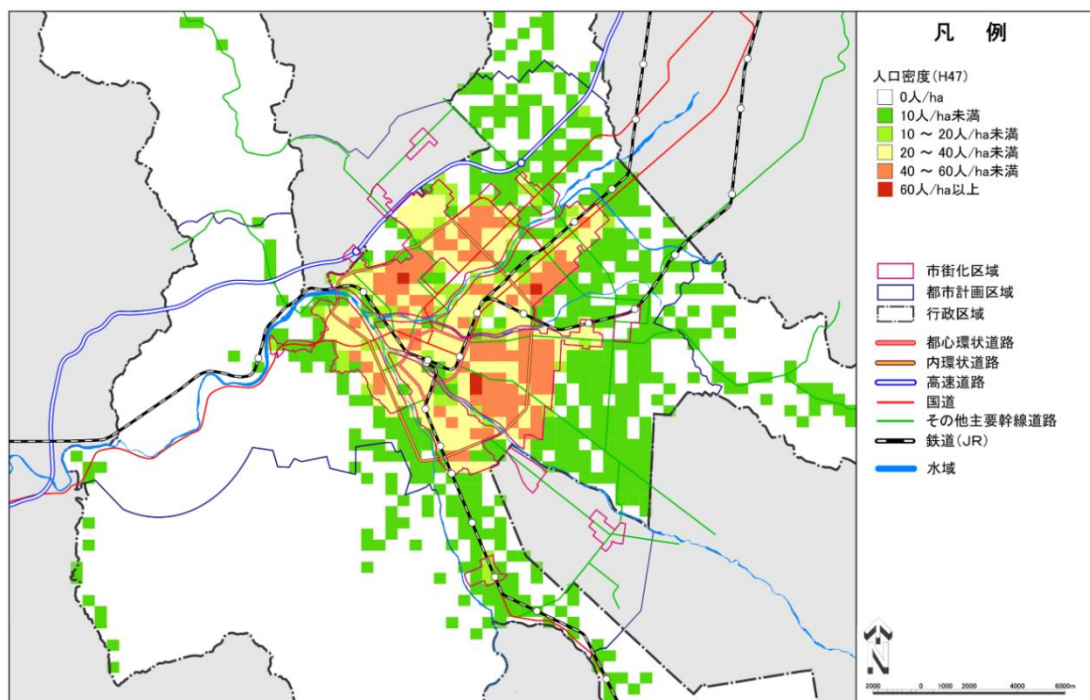 凡 例
人口密度(H47)
0人/ha
10人/ha未満
10 ～ 20人/ha未満
20 ～ 40人/ha未満
40 ～ 60人/ha未満
60人/ha以上
市街化区域
都市計画区域
行政区域
都心環状道路
内環状道路
高速道路
国道
その他主要幹線道路
鉄道(JR)
水域
N
2000 0 2000 4000 6000m